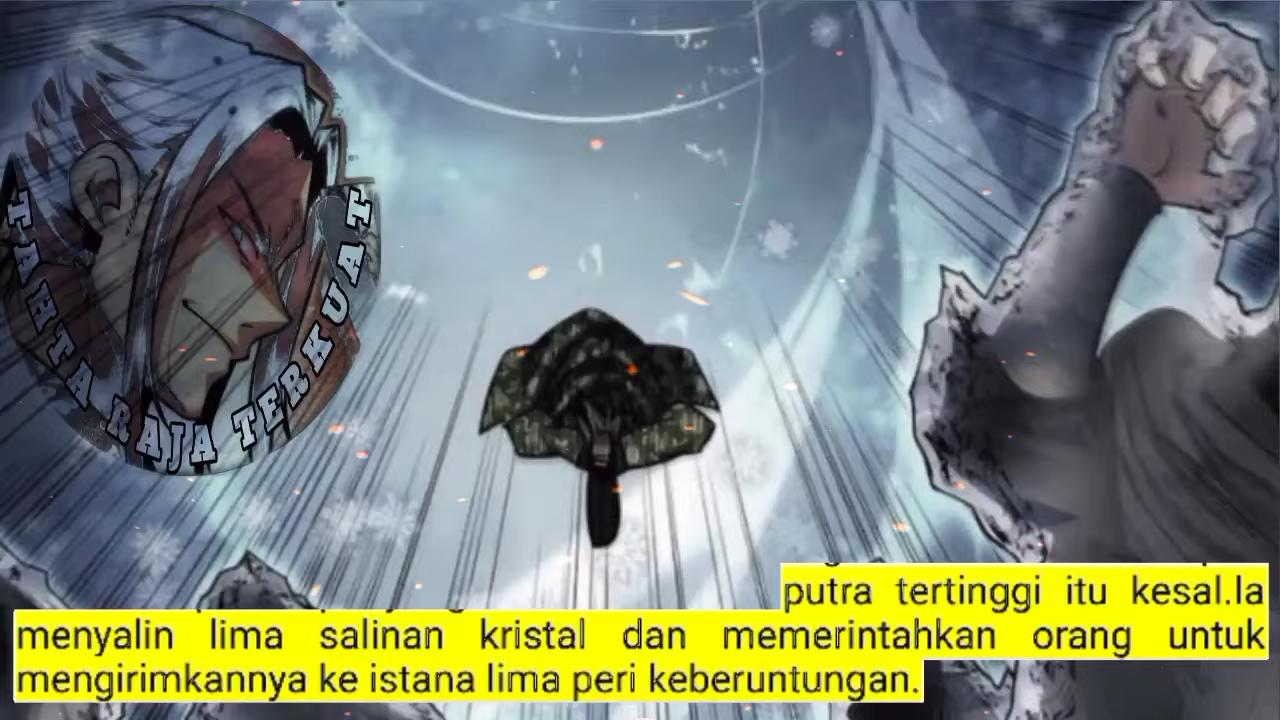 TAHTA RAJA TERKUAT
putra tertinggi itu kesal.Ia
menyalin lima salinan kristal dan memerintahkan orang untuk
mengirimkannya ke istana lima peri keberuntungan.